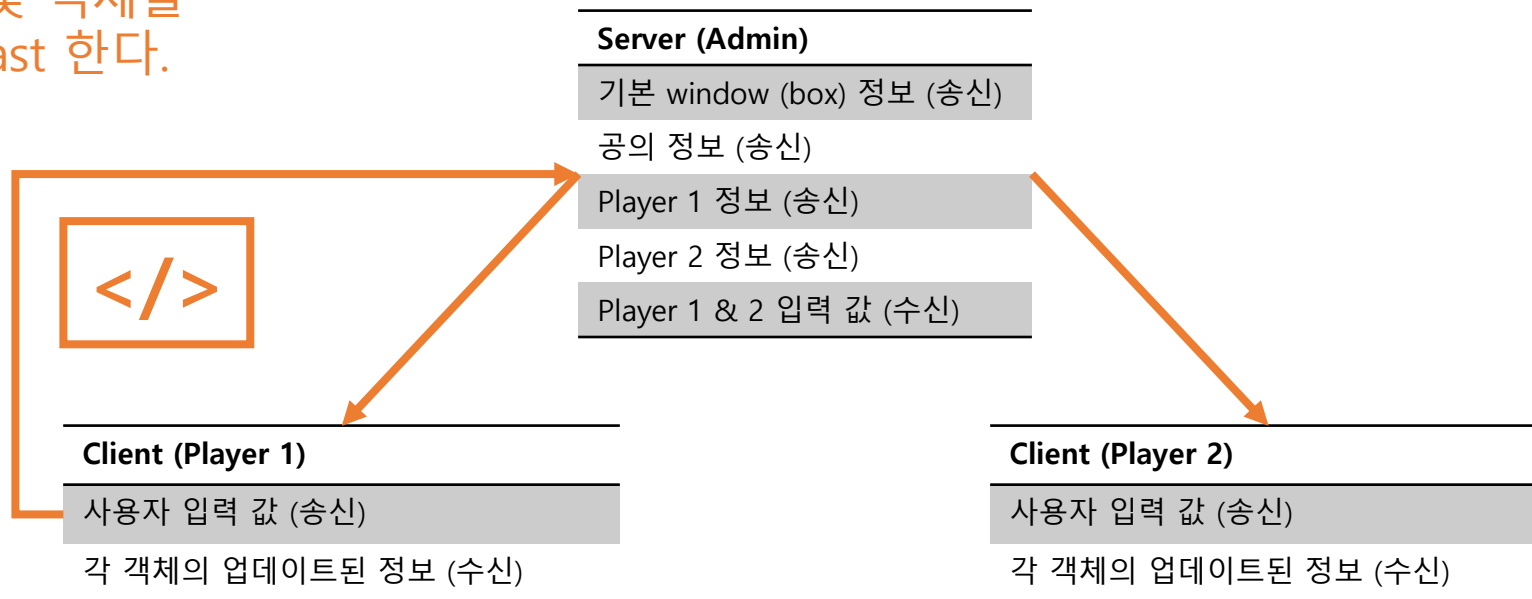 한다.
Server (Admin)
기본 window (box) 정보 (송신)
공의 정보 (송신)
Player 1 정보 (송신)
Player 2 정보 (송신)
Player 1 & 2 입력 값 (수신)
</>
Client (Player 1)
사용자 입력 값 (송신)
각 객체의 업데이트된 정보 (수신)
Client (Player 2)
사용자 입력 값 (송신)
각 객체의 업데이트된 정보 (수신)